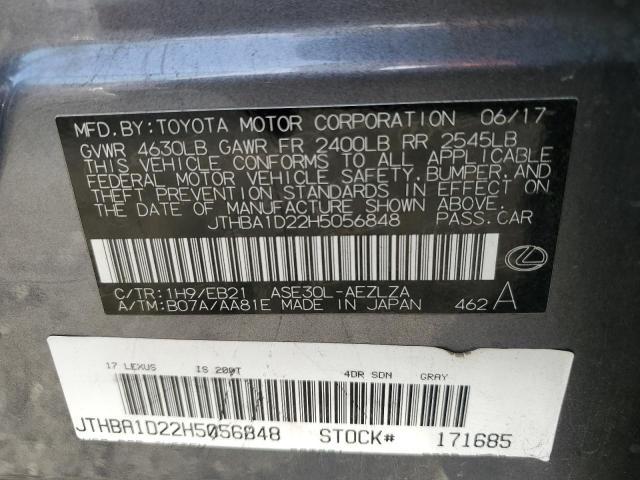 MFD.BY:TOYOTA MOTOR CORPORATION 06/17
GVWR 4630LB GAWR FR 2400LB RR 2545LB
THIS VEHICLE CONFORMS TO ALL APPLICABLE
FEDERAL MOTOR VEHICLE SAFETY, BUMPER, AND
THEFT PREVENTION STANDARDS IN EFFECT ON
THE DATE OF MANUFACTURE SHOWN ABOVE.
JTHBA1D22H5056848 PASS.CAR
C/TR:1H9/EB21 ASE30L-AEZLZA
A/TM:B07A/AA81E MADE IN JAPAN 462 A
17 LEXUS IS 200T 4DR SDN GRAY
JTHBA1D22H5056848 STOCK# 171685